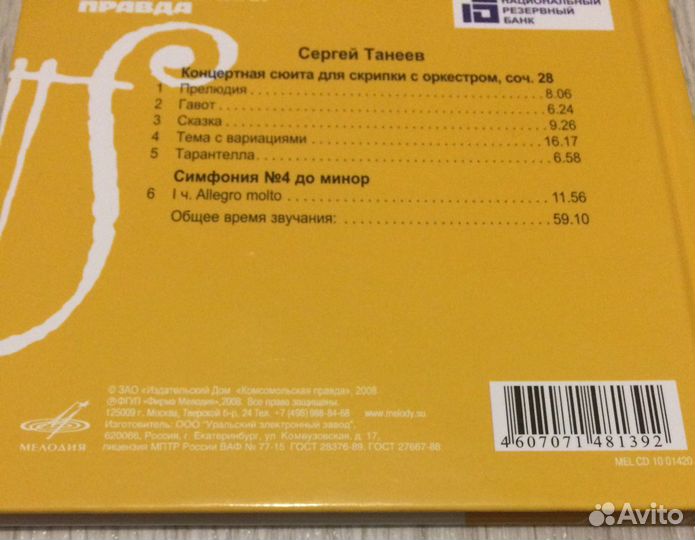 ПРАВДА
НАЦИОНАЛЬНЫЙ
РЕЗЕРВНЫЙ
БАНК
Сергей Танеев
Концертная сюита для скрипки с оркестром, соч. 28
1 Прелюдия 8.06
2 Гавот 6.24
3 Сказка 9.26
4 Тема с вариациями 16.17
5 Тарантелла 6.58
Симфония №4 до минор
6 I ч. Allegro molto 11.56
Общее время звучания: 59.10
© ЗАО «Издательский Дом «Комсомольская правда», 2008
℗ФГУП «Фирма Мелодия»,2008. Все права защищены.
125009 г. Москва, Тверской б-р, 24 Тел. +7 (495) 988-84-68 www.melody.su
Изготовитель: ООО "Уральский электронный завод".
620066, Россия, г. Екатеринбург, ул. Комвузовская, д. 17,
лицензия МПТР России ВАФ № 77-15. ГОСТ 28376-89, ГОСТ 27667-88
МЕЛОДИЯ
4 607071 481392
MEL CD 10 01420
Avito